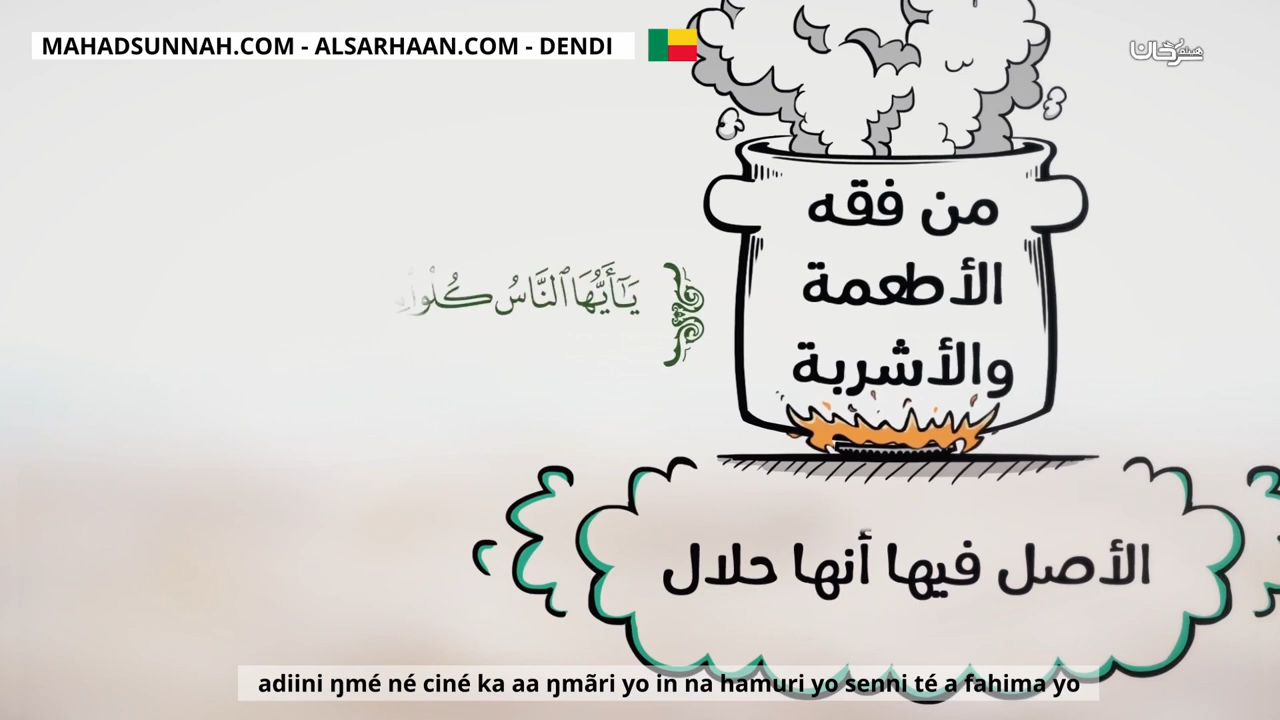 MAHADSUNNAH.COM - ALSARHAAN.COM - DENDI
من فقه
الأطعمة
والأشربة
يَـٰٓأَيُّهَا ٱلنَّاسُ كُلُوا۟
الأصل فيها أنها حلال
adiini ŋmé né ciné ka aa ŋmãri yo in na hamuri yo senni té a fahima yo